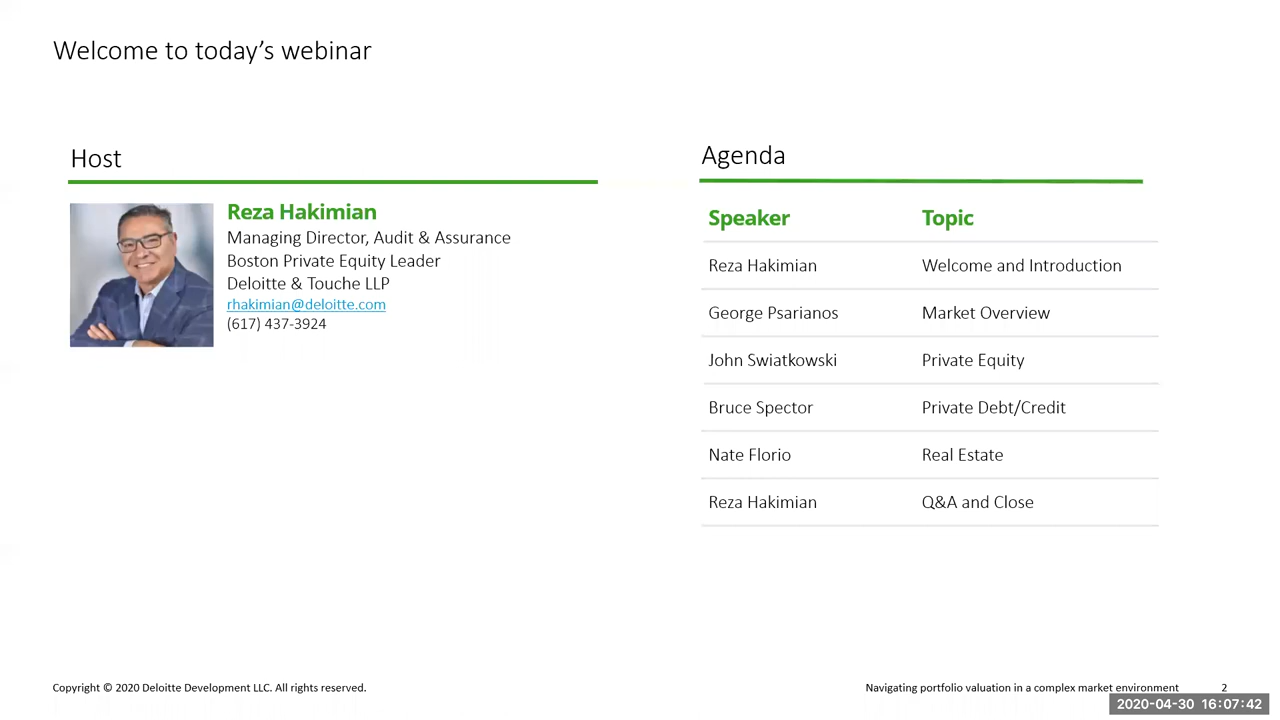 Welcome to today’s webinar
Host
Reza Hakimian
Managing Director, Audit & Assurance
Boston Private Equity Leader
Deloitte & Touche LLP
rhakimian@deloitte.com
(617) 437-3924
Agenda
Speaker Topic
Reza Hakimian Welcome and Introduction
George Psarianos Market Overview
John Swiatkowski Private Equity
Bruce Spector Private Debt/Credit
Nate Florio Real Estate
Reza Hakimian Q&A and Close
Copyright © 2020 Deloitte Development LLC. All rights reserved.
Navigating portfolio valuation in a complex market environment 2
2020-04-30 16:07:42